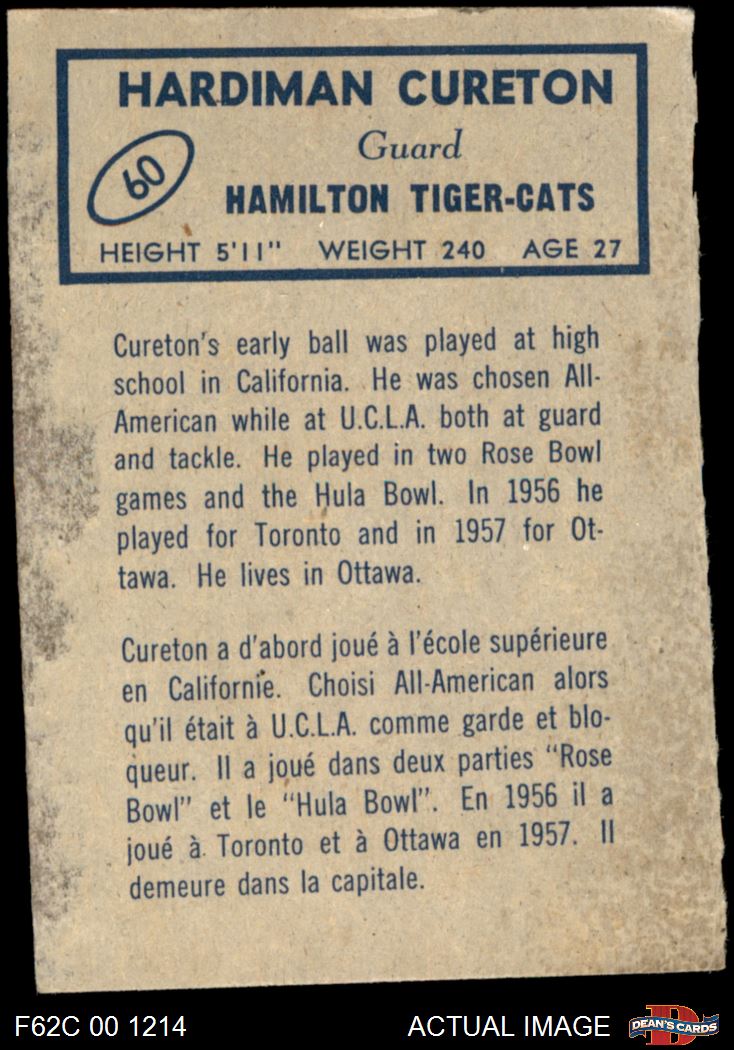 HARDIMAN CURETON
Guard
60
HAMILTON TIGER-CATS
HEIGHT 5'11" WEIGHT 240 AGE 27
Cureton's early ball was played at high
school in California. He was chosen All-
American while at U.C.L.A. both at guard
and tackle. He played in two Rose Bowl
games and the Hula Bowl. In 1956 he
played for Toronto and in 1957 for Ot-
tawa. He lives in Ottawa.
Cureton a d'abord joué à l'école supérieure
en Californie. Choisi All-American alors
qu'il était à U.C.L.A. comme garde et blo-
queur. Il a joué dans deux parties "Rose
Bowl" et le "Hula Bowl". En 1956 il a
joué à Toronto et à Ottawa en 1957. Il
demeure dans la capitale.
F62C 00 1214 ACTUAL IMAGE D DEAN'S CARDS